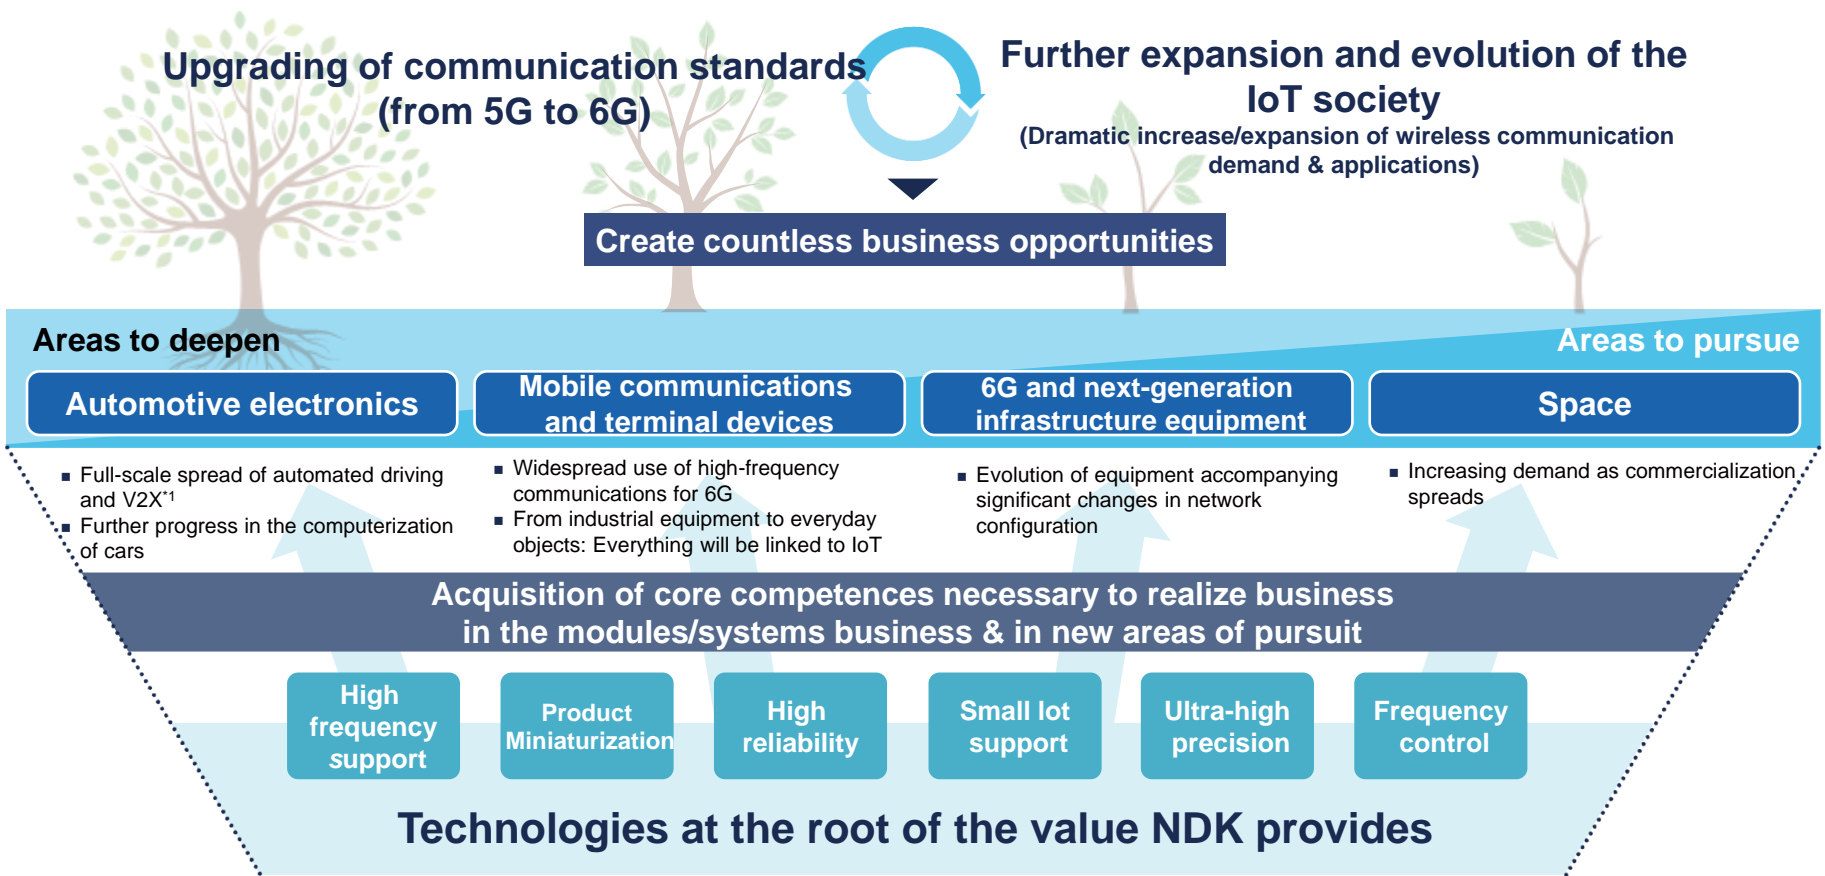 Upgrading of communication standards
(from 5G to 6G)
Further expansion and evolution of the
IoT society
(Dramatic increase/expansion of wireless communication
demand & applications)
Create countless business opportunities
Areas to deepen
Areas to pursue
Automotive electronics
Mobile communications
and terminal devices
6G and next-generation
infrastructure equipment
Space
▪ Full-scale spread of automated driving
and V2X*1
▪ Further progress in the computerization
of cars
▪ Widespread use of high-frequency
communications for 6G
▪ From industrial equipment to everyday
objects: Everything will be linked to IoT
▪ Evolution of equipment accompanying
significant changes in network
configuration
▪ Increasing demand as commercialization
spreads
Acquisition of core competences necessary to realize business
in the modules/systems business & in new areas of pursuit
High
frequency
support
Product
Miniaturization
High
reliability
Small lot
support
Ultra-high
precision
Frequency
control
Technologies at the root of the value NDK provides